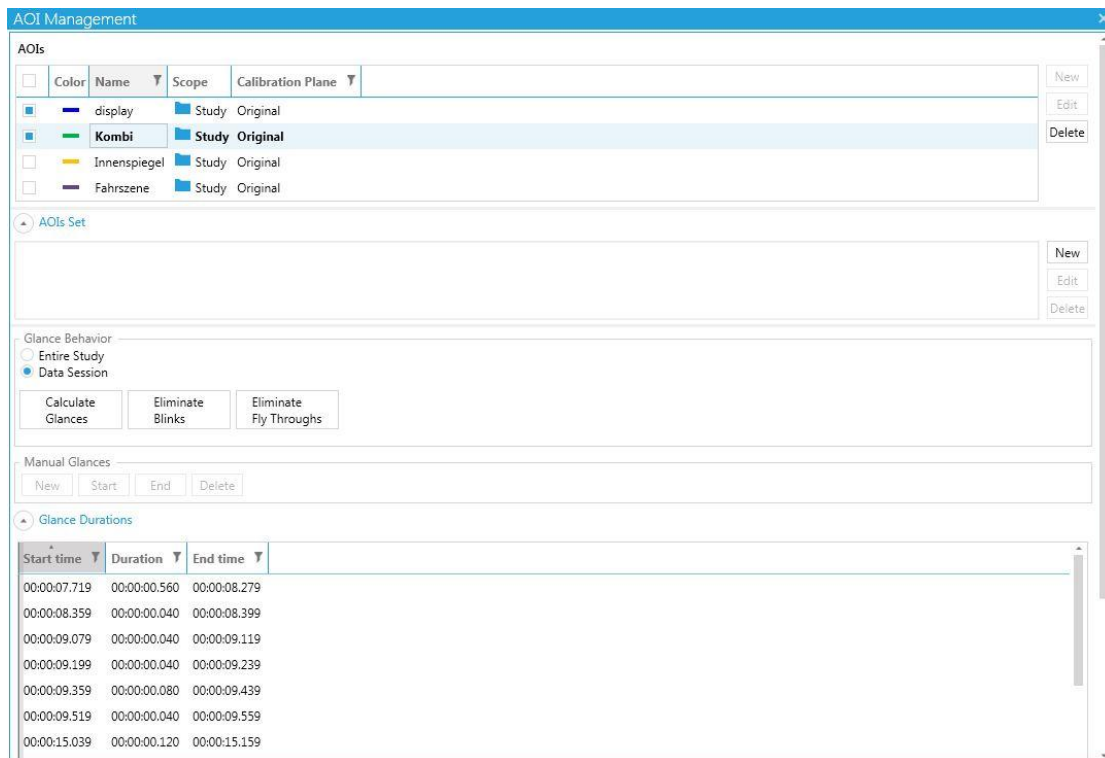 AOI Management
AOIs
Color Name Scope Calibration Plane
display Study Original
Kombi Study Original
Innenspiegel Study Original
Fahrszene Study Original
New
Edit
Delete
AOIs Set
New
Edit
Delete
Glance Behavior
Entire Study
Data Session
Calculate Glances
Eliminate Blinks
Eliminate Fly Throughs
Manual Glances
New Start End Delete
Glance Durations
Start time Duration End time
00:00:07.719 00:00:00.560 00:00:08.279
00:00:08.359 00:00:00.040 00:00:08.399
00:00:09.079 00:00:00.040 00:00:09.119
00:00:09.199 00:00:00.040 00:00:09.239
00:00:09.359 00:00:00.080 00:00:09.439
00:00:09.519 00:00:00.040 00:00:09.559
00:00:15.039 00:00:00.120 00:00:15.159